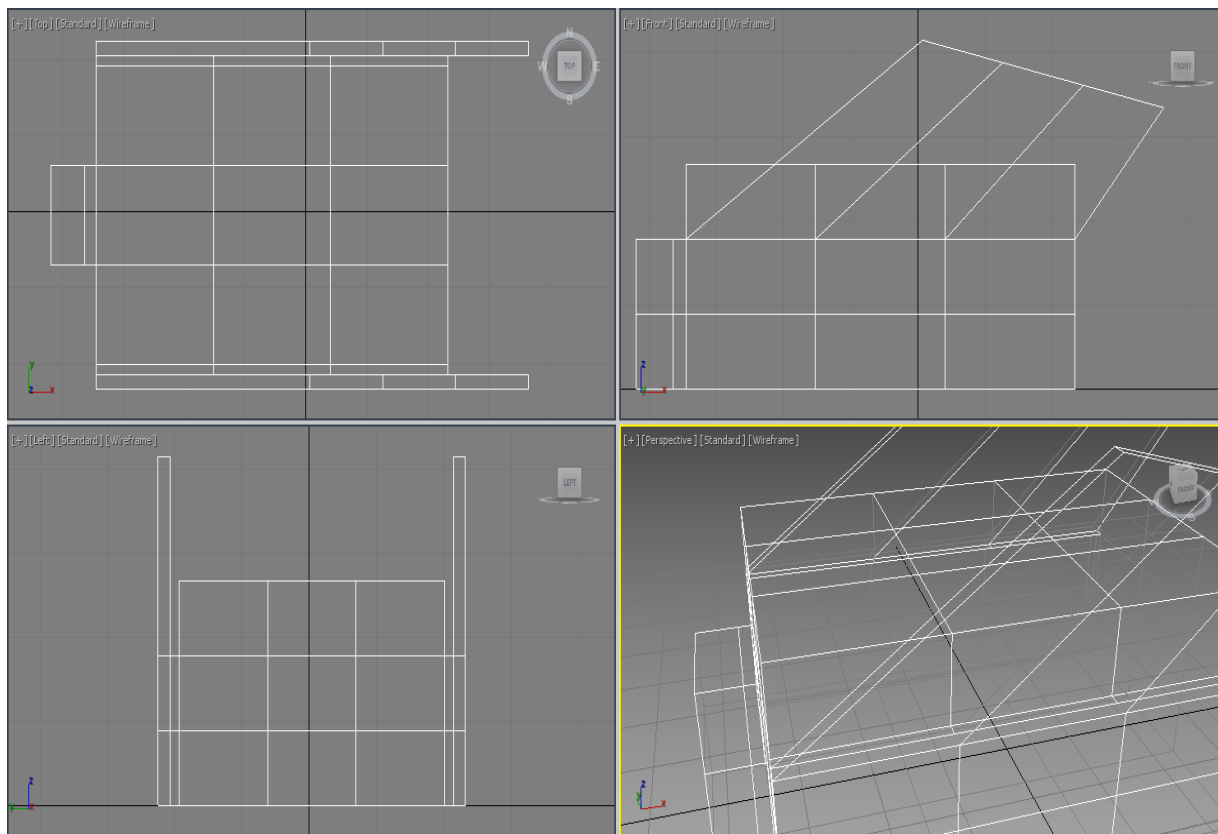 [+] [Top] [Standard] [Wireframe]
N
W TOP E
S
y
z x
[+] [Front] [Standard] [Wireframe]
FRONT
z
y x
[+] [Left] [Standard] [Wireframe]
LEFT
z
y x
[+] [Perspective] [Standard] [Wireframe]
FRONT
S
z
y x